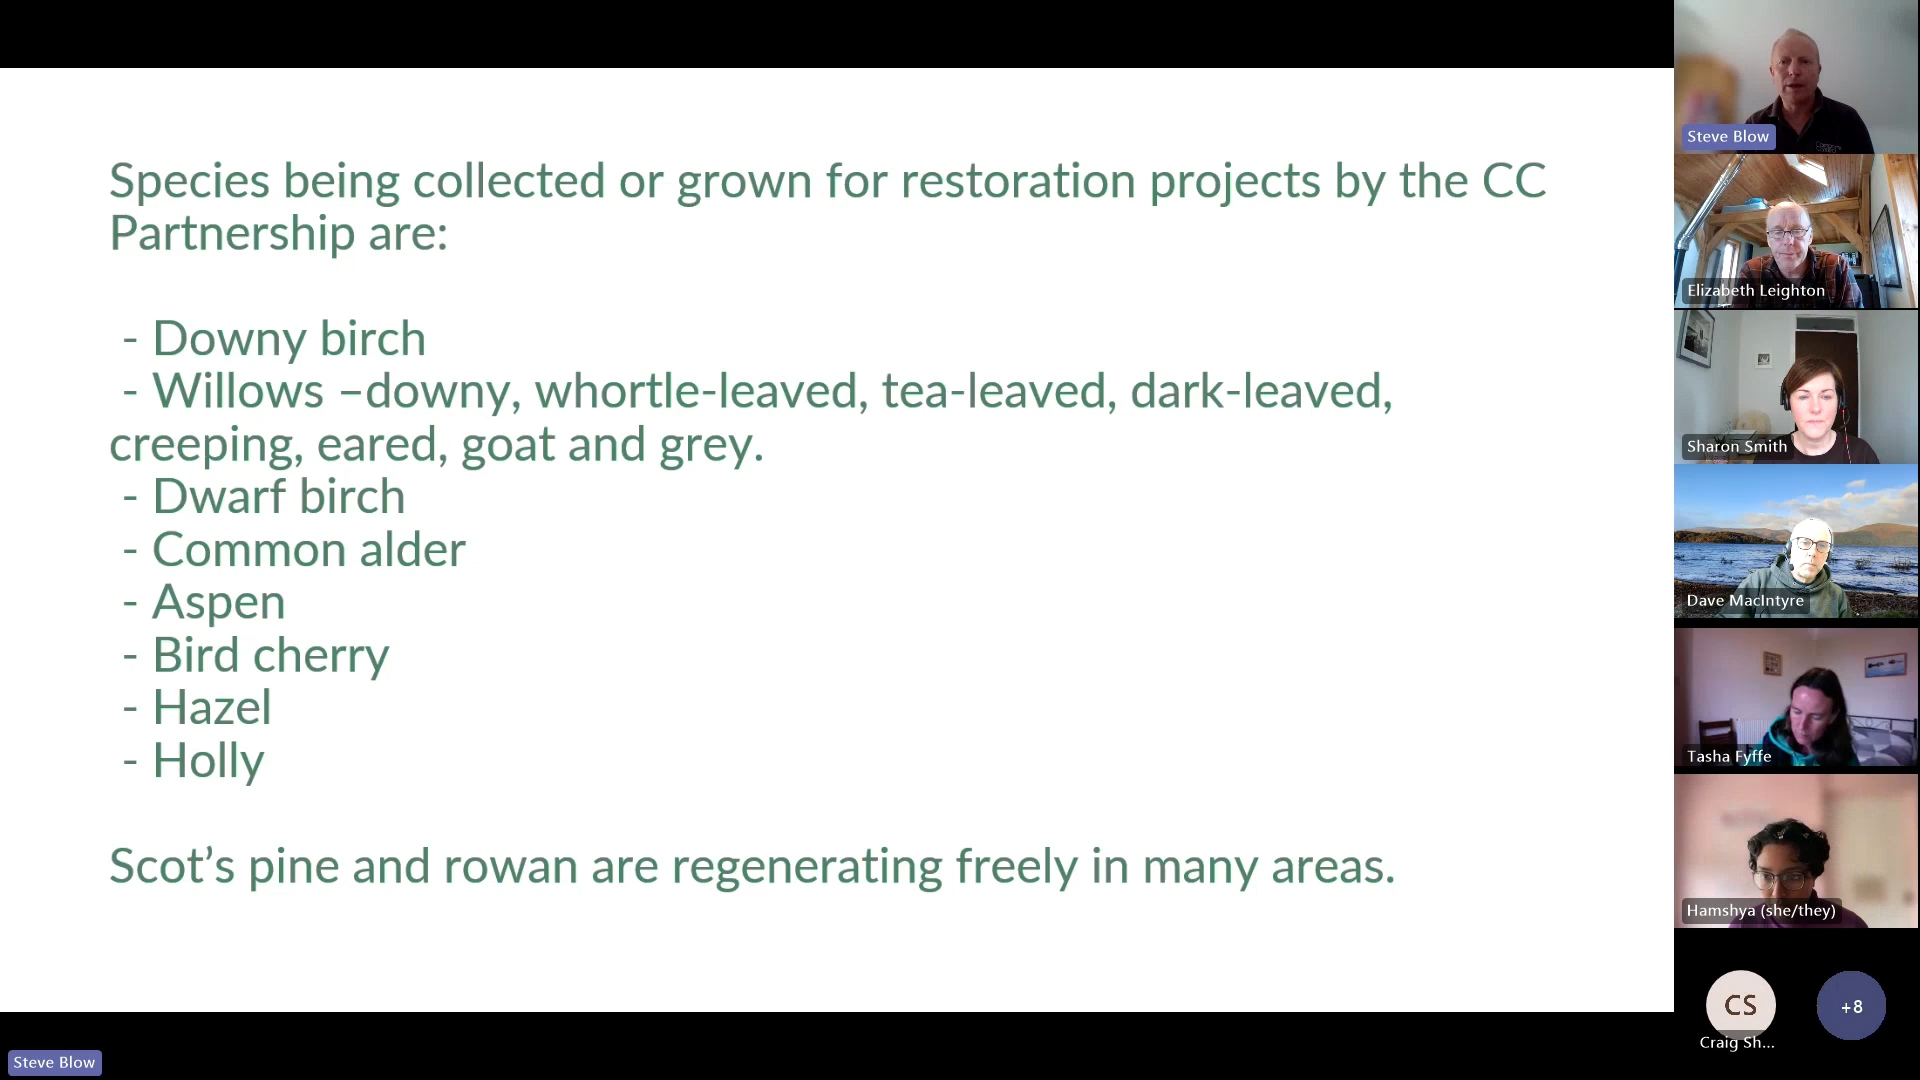 Species being collected or grown for restoration projects by the CC
Partnership are:
- Downy birch
- Willows –downy, whortle-leaved, tea-leaved, dark-leaved,
creeping, eared, goat and grey.
- Dwarf birch
- Common alder
- Aspen
- Bird cherry
- Hazel
- Holly
Scot’s pine and rowan are regenerating freely in many areas.
Steve Blow
Steve Blow
Elizabeth Leighton
Sharon Smith
Dave MacIntyre
Tasha Fyffe
Hamshya (she/they)
CS
Craig Sh...
+8